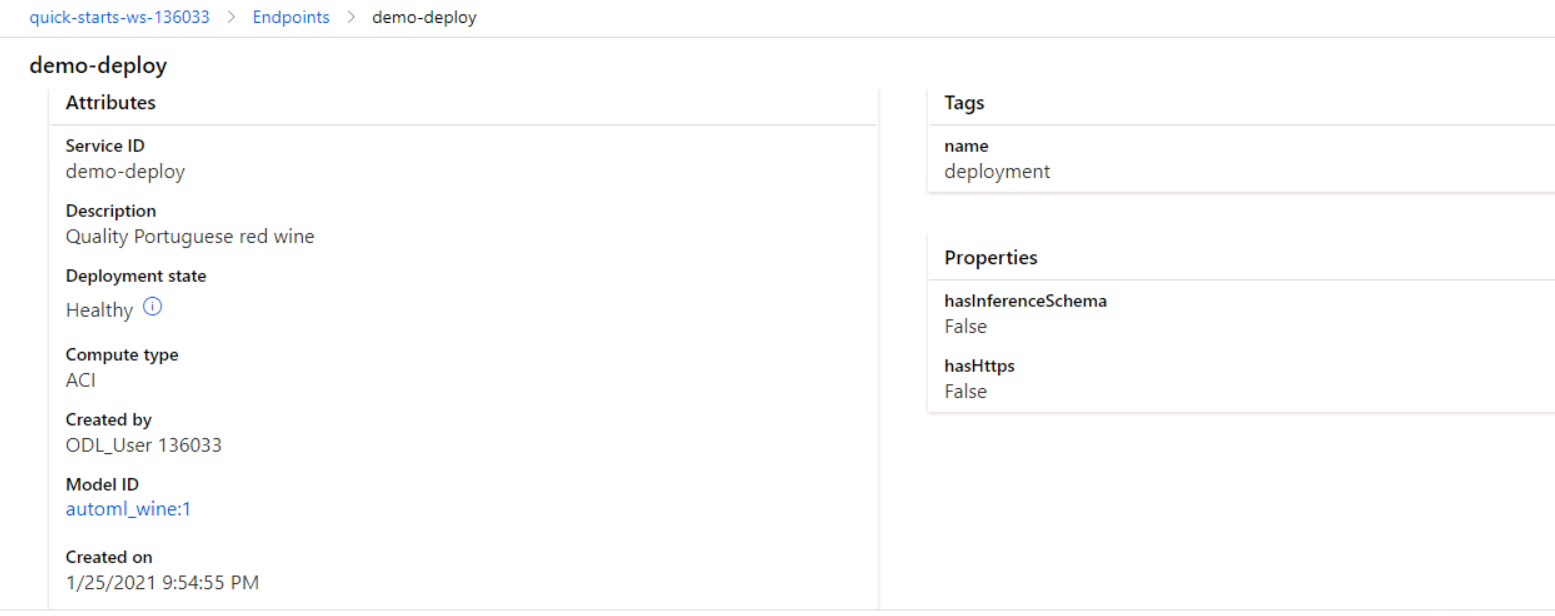 quick-starts-ws-136033 > Endpoints > demo-deploy
demo-deploy
Attributes
Service ID
demo-deploy
Description
Quality Portuguese red wine
Deployment state
Healthy
Compute type
ACI
Created by
ODL_User 136033
Model ID
automl_wine:1
Created on
1/25/2021 9:54:55 PM
Tags
name
deployment
Properties
hasInferenceSchema
False
hasHttps
False